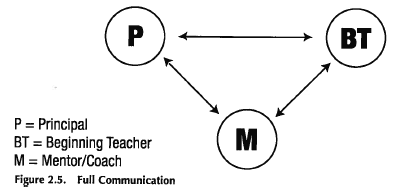 P
BT
M
P = Principal
BT = Beginning Teacher
M = Mentor/Coach
Figure 2.5. Full Communication